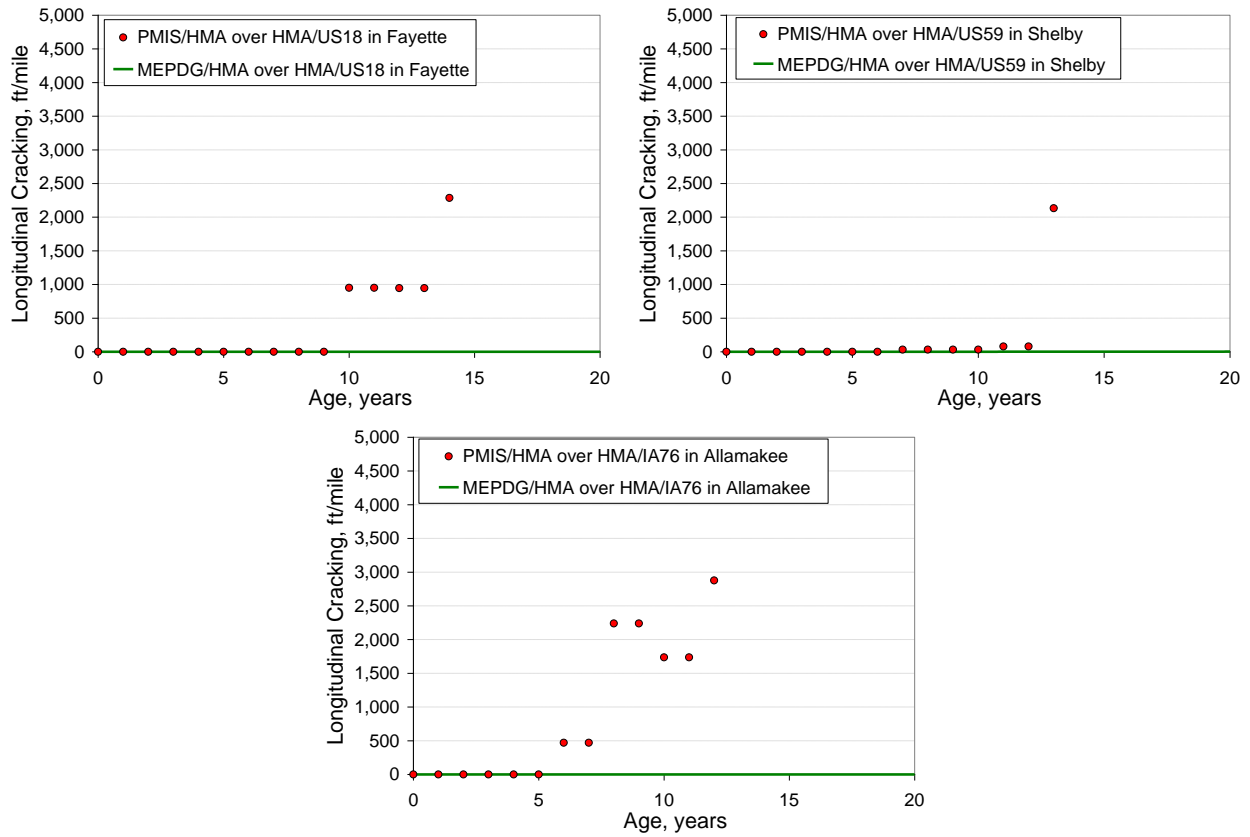 PMIS/HMA over HMA/US18 in Fayette
MEPDG/HMA over HMA/US18 in Fayette
Longitudinal Cracking, ft/mile
5,000
4,500
4,000
3,500
3,000
2,500
2,000
1,500
1,000
500
0
0 5 10 15 20
Age, years
PMIS/HMA over HMA/US59 in Shelby
MEPDG/HMA over HMA/US59 in Shelby
Longitudinal Cracking, ft/mile
5,000
4,500
4,000
3,500
3,000
2,500
2,000
1,500
1,000
500
0
0 5 10 15 20
Age, years
PMIS/HMA over HMA/IA76 in Allamakee
MEPDG/HMA over HMA/IA76 in Allamakee
Longitudinal Cracking, ft/mile
5,000
4,500
4,000
3,500
3,000
2,500
2,000
1,500
1,000
500
0
0 5 10 15 20
Age, years